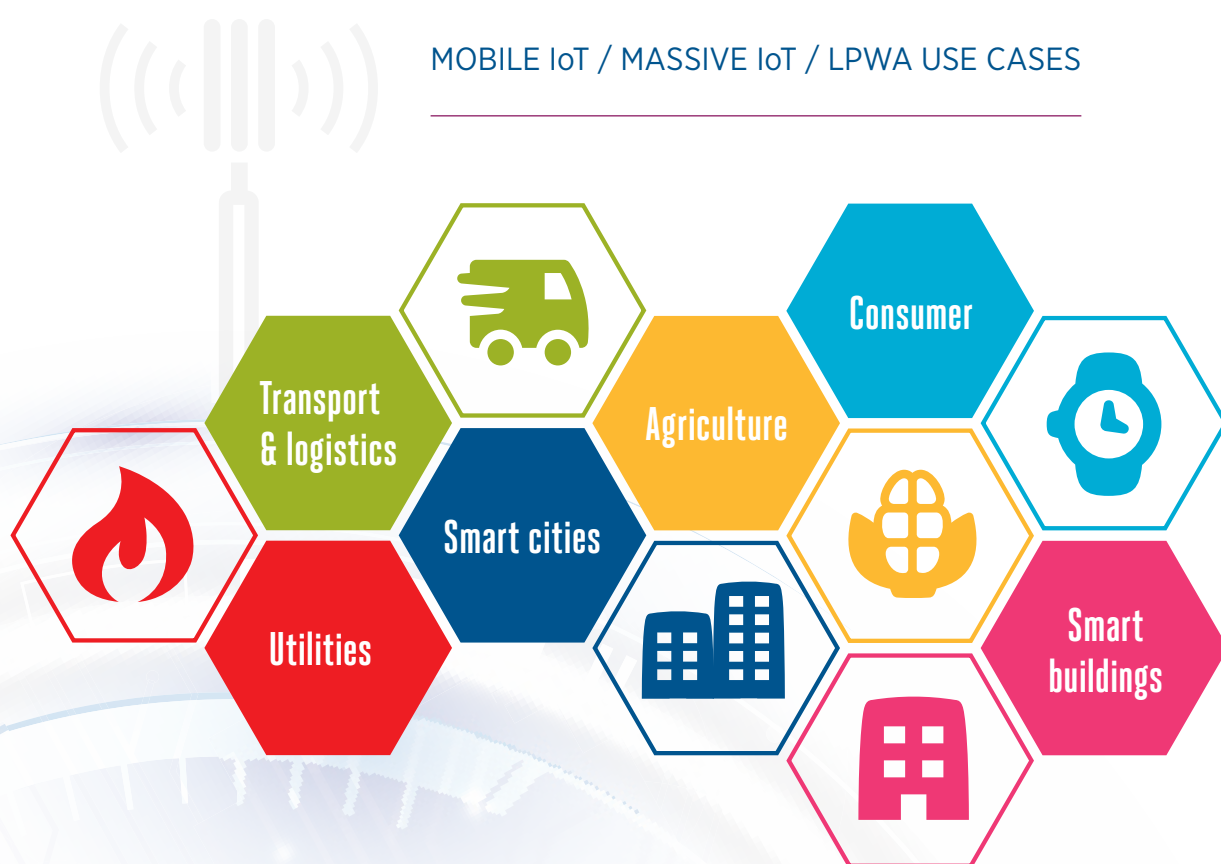 MOBILE IoT / MASSIVE IoT / LPWA USE CASES
Consumer
Transport
& logistics
Agriculture
Smart cities
Utilities
Smart
buildings